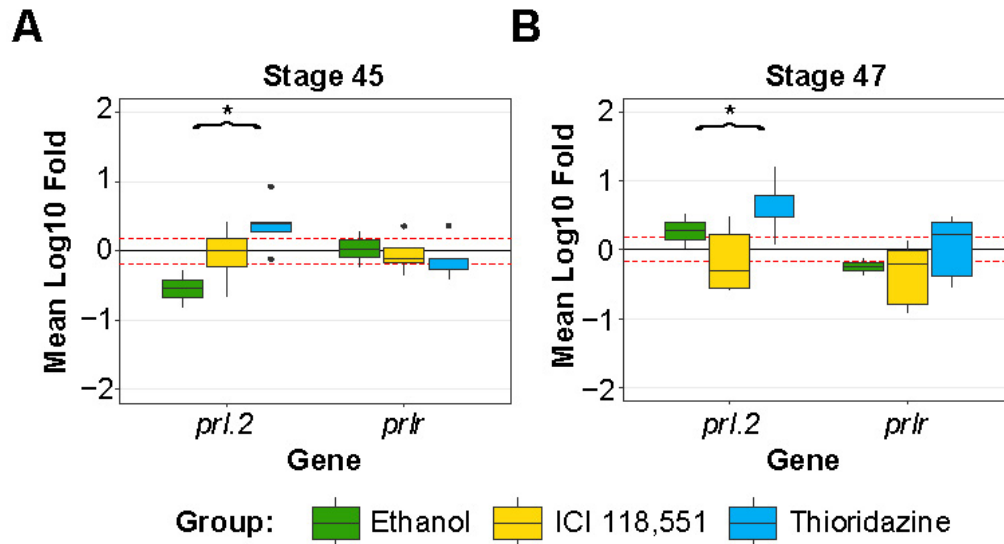 A
Stage 45
Mean Log10 Fold
2
1
0
−1
−2
*
prl.2
prlr
Gene
B
Stage 47
Mean Log10 Fold
2
1
0
−1
−2
*
prl.2
prlr
Gene
Group: Ethanol ICI 118,551 Thioridazine